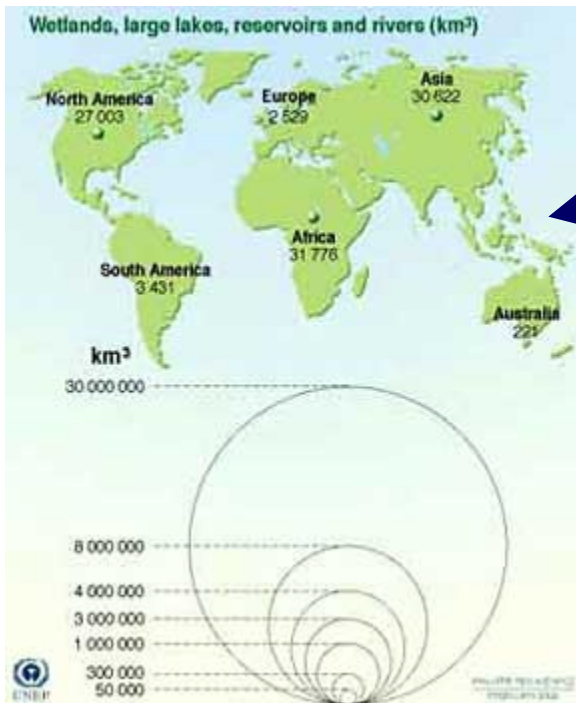 Wetlands, large lakes, reservoirs and rivers (km³)
North America
27 003
Europe
2 529
Asia
30 622
Africa
31 776
South America
3 431
Australia
221
km³
30 000 000
8 000 000
4 000 000
3 000 000
1 000 000
300 000
50 000
UNEP